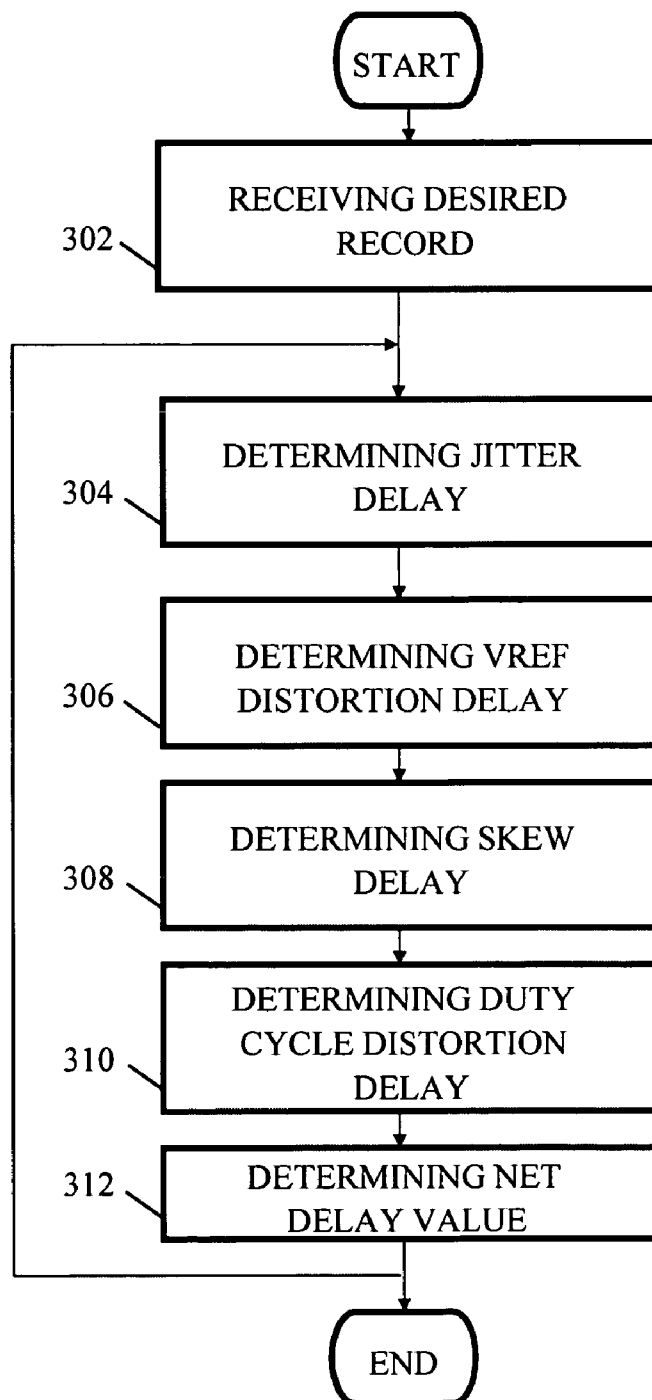 START
RECEIVING DESIRED
RECORD
302
DETERMINING JITTER
DELAY
304
DETERMINING VREF
DISTORTION DELAY
306
DETERMINING SKEW
DELAY
308
DETERMINING DUTY
CYCLE DISTORTION
DELAY
310
DETERMINING NET
DELAY VALUE
312
END